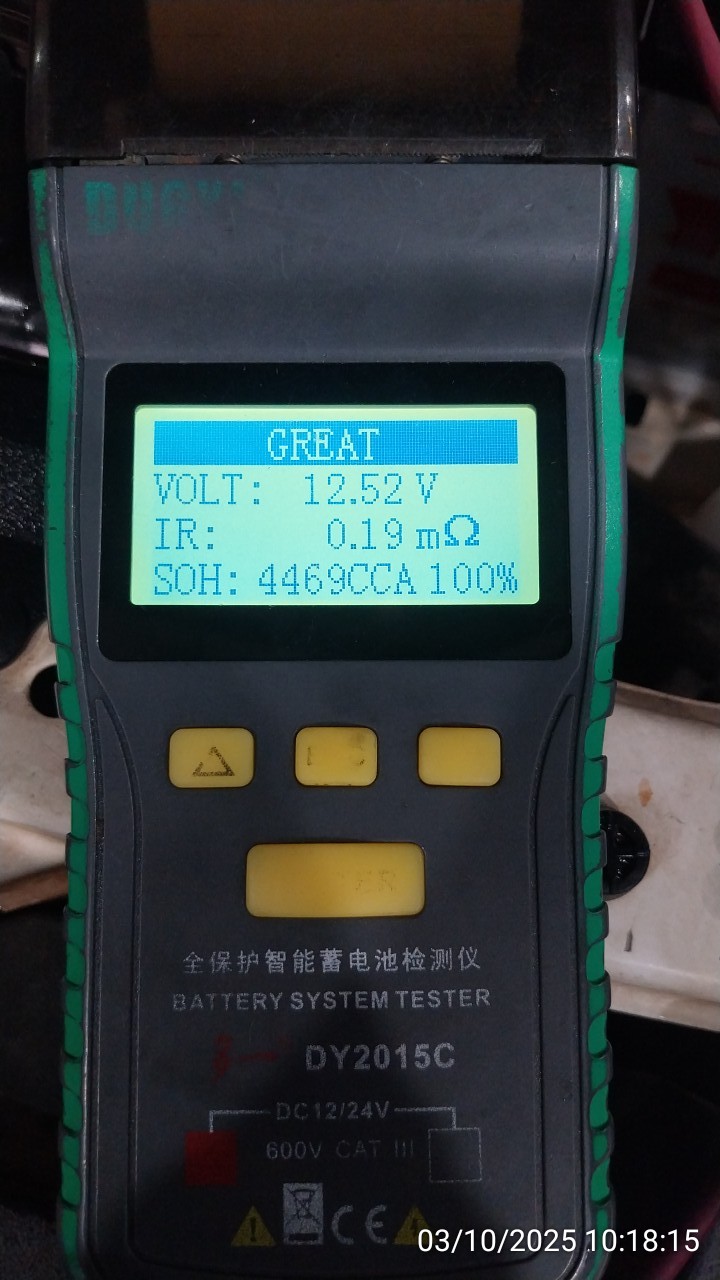 GREAT
VOLT: 12.52 V
IR: 0.19 mΩ
SOH: 4469CCA 100%
全保护智能蓄电池检测仪
BATTERY SYSTEM TESTER
DY2015C
DC12/24V
600V CAT III
CE
03/10/2025 10:18:15